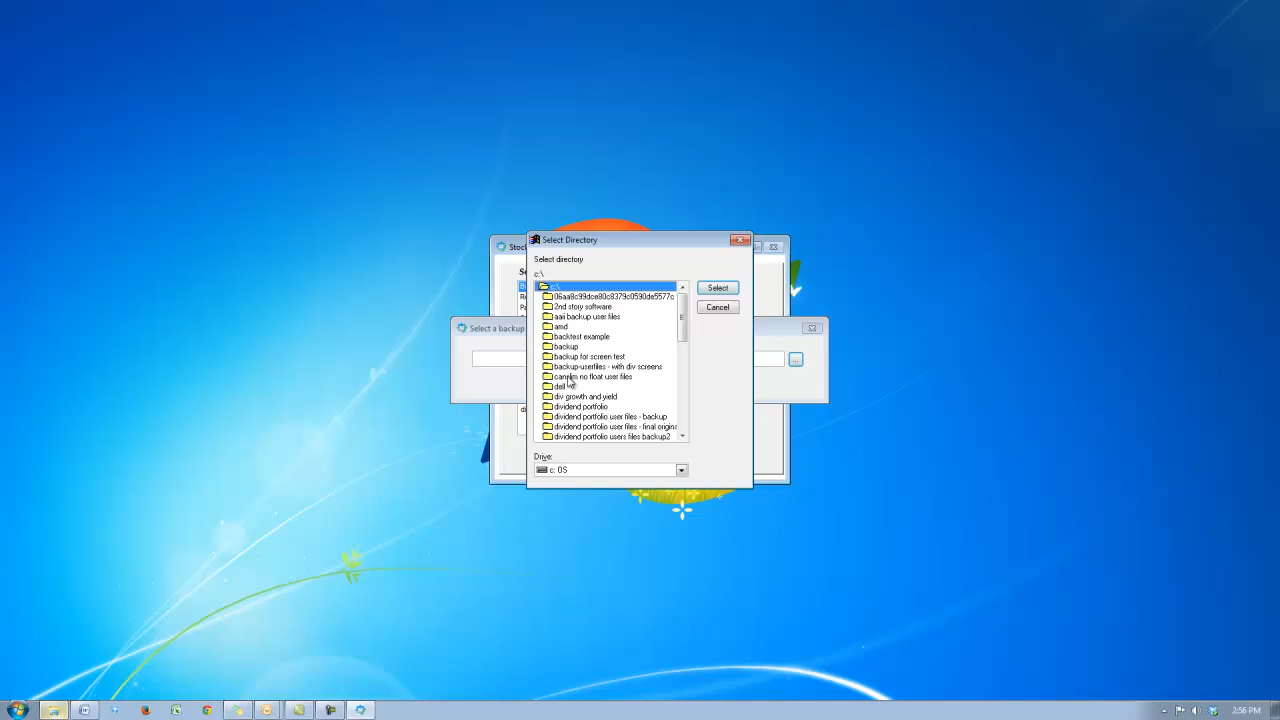 Stock
Select Directory
Select directory
c:\
c:\
06aa8c99dce80c8379c0590de5577c
2nd story software
aaii backup user files
amd
backtest example
backup
backup for screen test
backup-userfiles - with div screens
canslim no float user files
dell
div growth and yield
dividend portfolio
dividend portfolio user files - backup
dividend portfolio user files - final origina
dividend portfolio users files backup2
Select
Cancel
Drive:
c: OS
Select a backup
...
2:56 PM